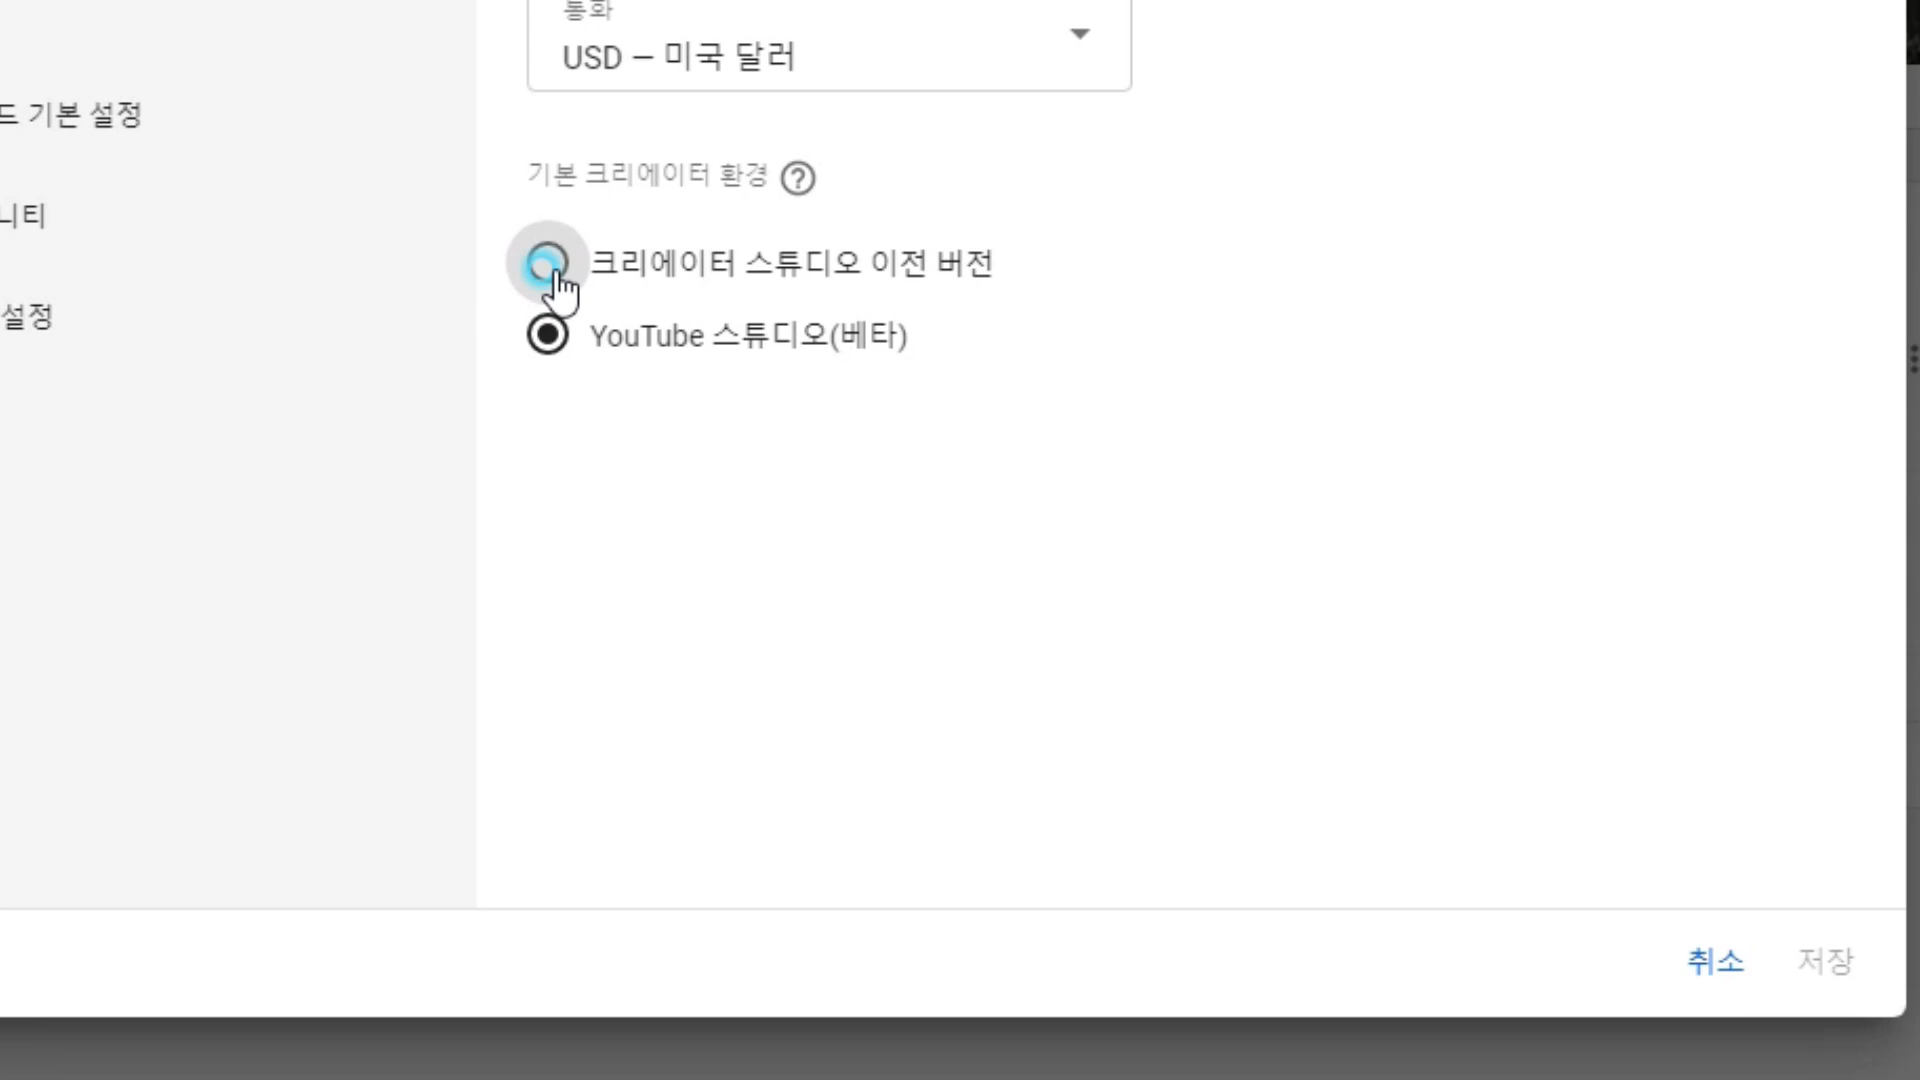 통화
USD – 미국 달러
드 기본 설정
기본 크리에이터 환경
니티
크리에이터 스튜디오 이전 버전
설정
YouTube 스튜디오(베타)
취소 저장